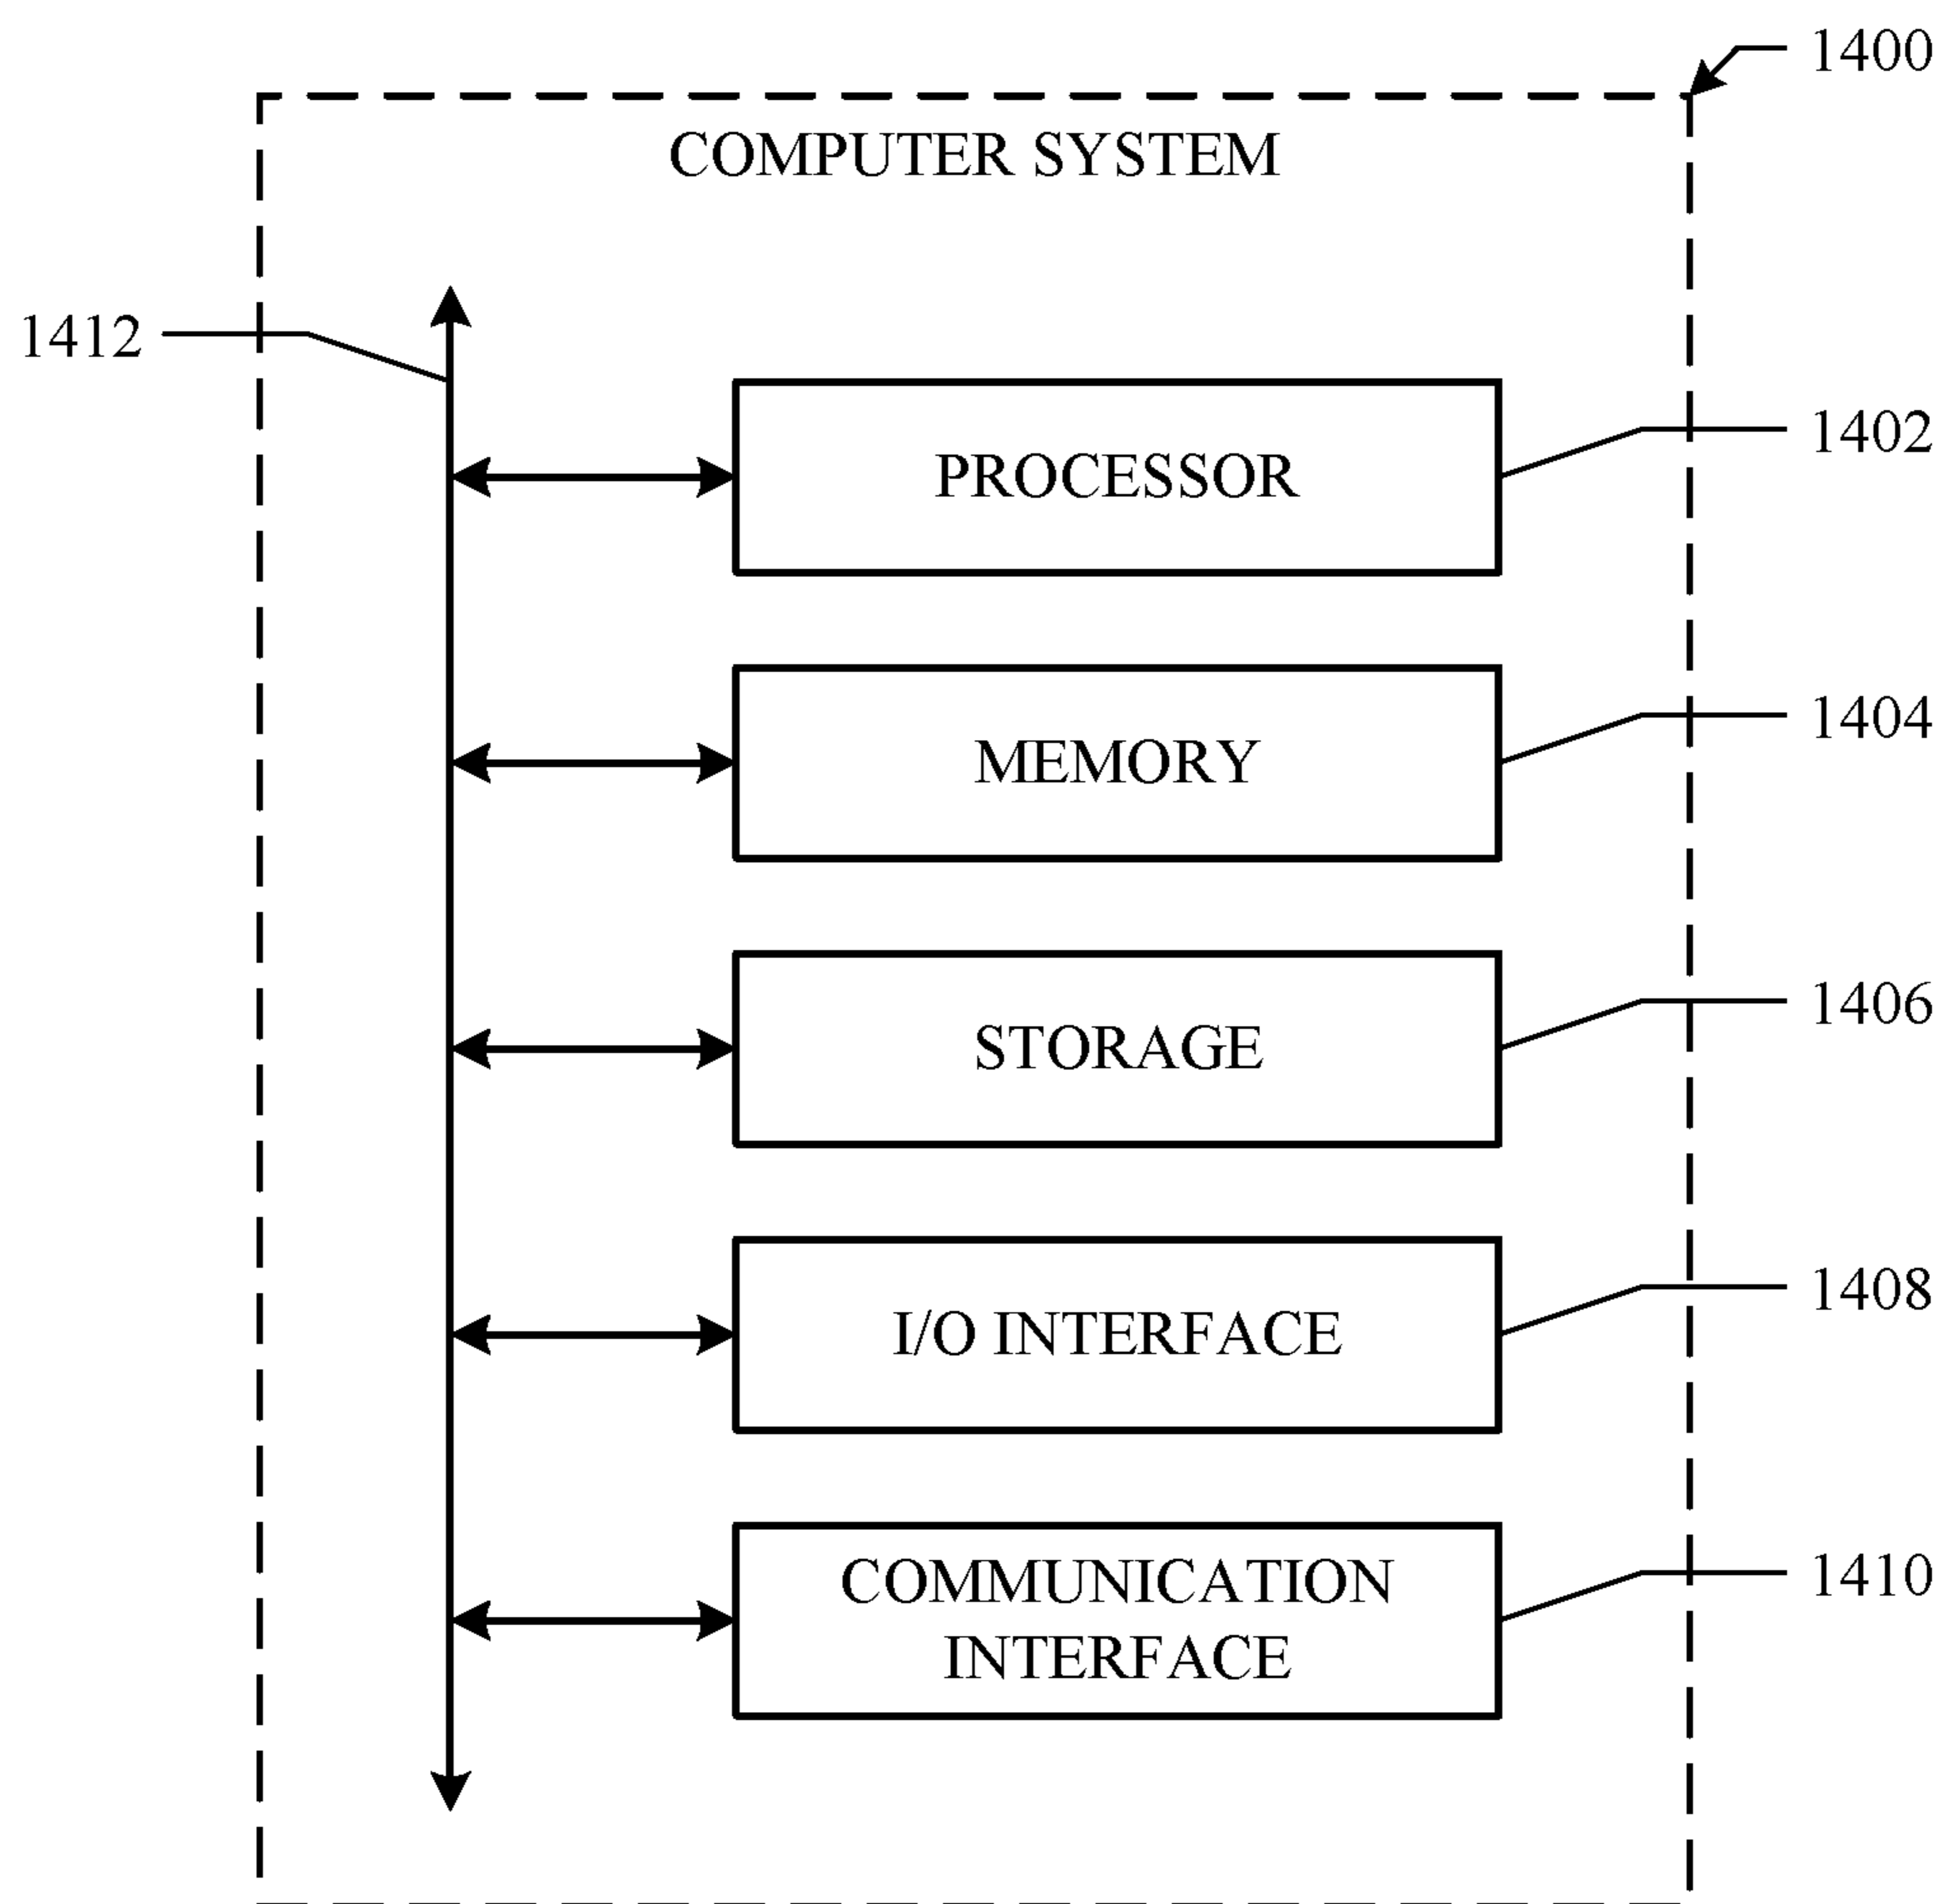 1400
COMPUTER SYSTEM
1412
PROCESSOR
1402
MEMORY
1404
STORAGE
1406
I/O INTERFACE
1408
COMMUNICATION
INTERFACE
1410